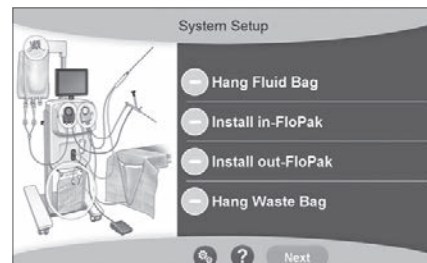 System Setup
Hang Fluid Bag
Install in-FloPak
Install out-FloPak
Hang Waste Bag
?
Next